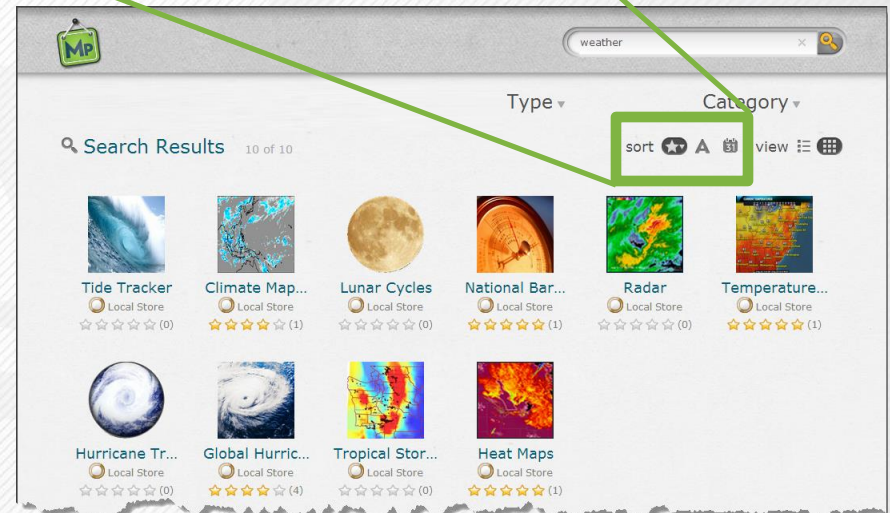 MP
weather
Type
Category
Search Results 10 of 10
sort A 31 view
Tide Tracker
Climate Map...
Lunar Cycles
National Bar...
Radar
Temperature...
Local Store
Local Store
Local Store
Local Store
Local Store
Local Store
(0)
(1)
(0)
(1)
(0)
(1)
Hurricane Tr...
Global Hurric...
Tropical Stor...
Heat Maps
Local Store
Local Store
Local Store
Local Store
(0)
(4)
(0)
(1)